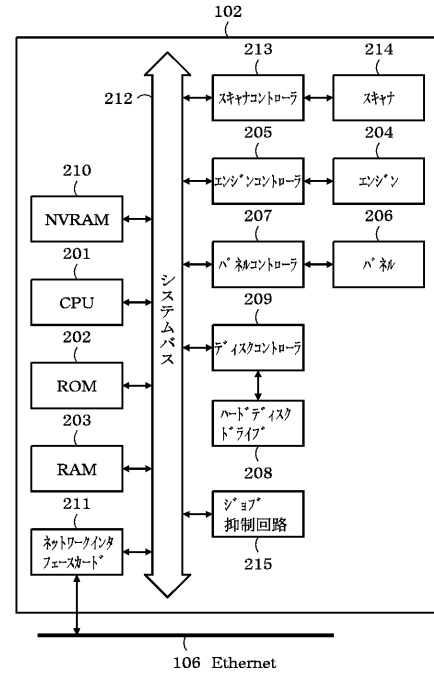 102
212
213
スキャナコントローラ
214
スキャナ
205
エンジンコントローラ
204
エンジン
210
NVRAM
207
パネルコントローラ
206
パネル
201
CPU
システムバス
209
ディスクコントローラ
202
ROM
ハードディスク
ドライブ
208
203
RAM
211
ネットワークインタ
フェースカード
ジョブ
抑制回路
215
106 Ethernet